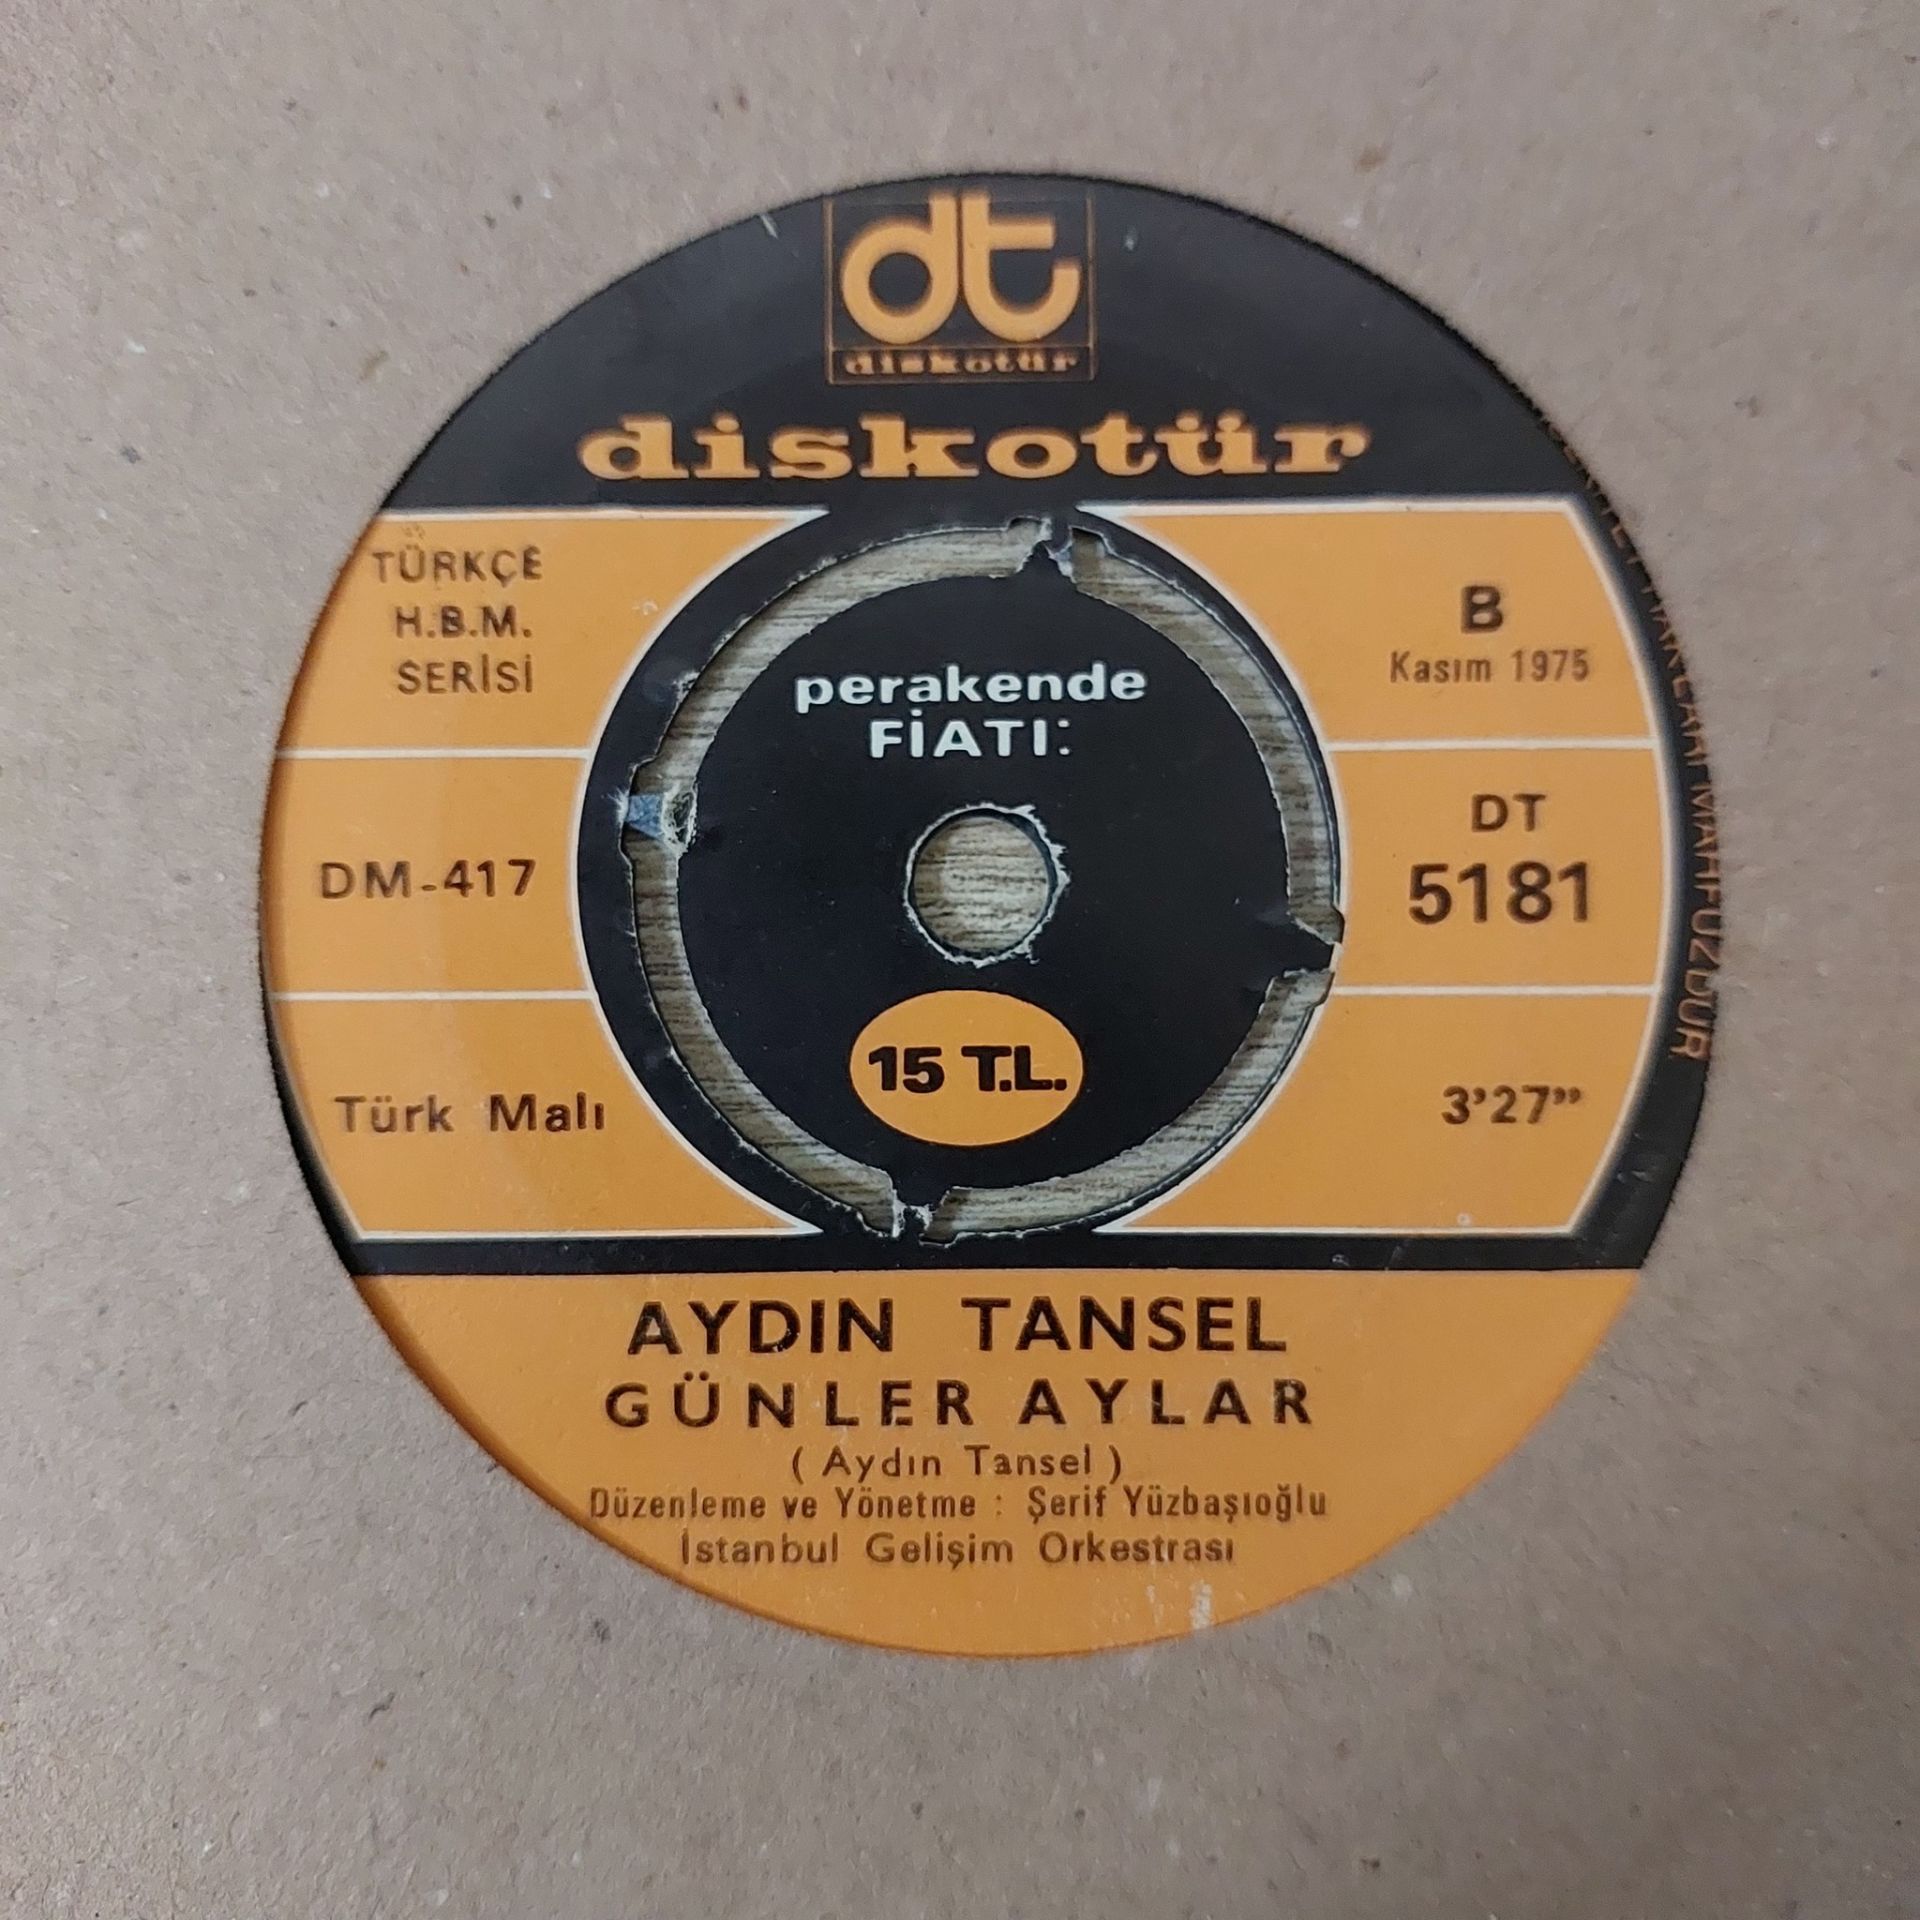 dt
diskotür
diskotür
TÜRKÇE
H.B.M.
SERİSİ
B
Kasım 1975
perakende
FİATI:
DM-417
DT
5181
15 T.L.
Türk Malı
3'27"
AYDIN TANSEL
GÜNLER AYLAR
( Aydın Tansel )
Düzenleme ve Yönetme : Şerif Yüzbaşıoğlu
İstanbul Gelişim Orkestrası
MAHFUZDUR